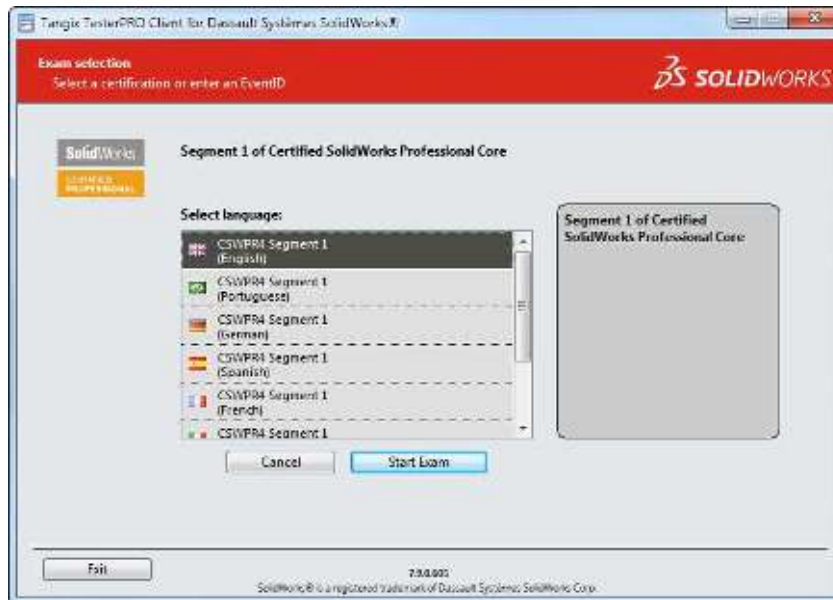 Tangix TesterPRO Client for Dassault Systèmes SolidWorks®
Exam selection
Select a certification or enter an EventID
SOLIDWORKS
SolidWorks
CERTIFIED
PROFESSIONAL
Segment 1 of Certified SolidWorks Professional Core
Select language:
CSWPR4 Segment 1
(English)
CSWPR4 Segment 1
(Portuguese)
CSWPR4 Segment 1
(German)
CSWPR4 Segment 1
(Spanish)
CSWPR4 Segment 1
(French)
CSWPR4 Segment 1
Segment 1 of Certified
SolidWorks Professional Core
Cancel
Start Exam
Exit
SolidWorks® is a registered trademark of Dassault Systèmes SolidWorks Corp.